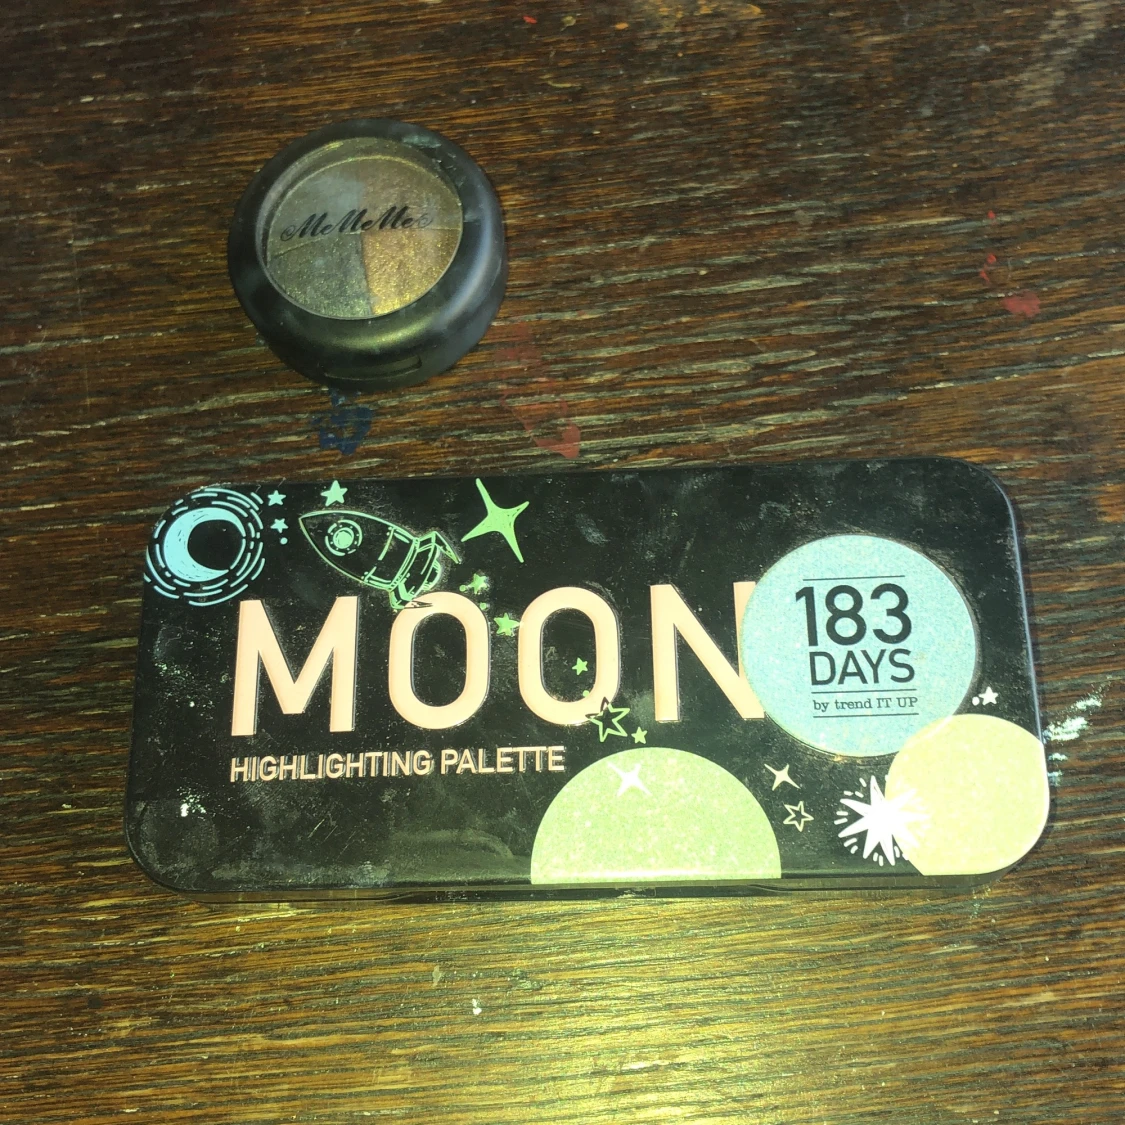 MeMeMe
MOON
HIGHLIGHTING PALETTE
183
DAYS
by trend IT UP